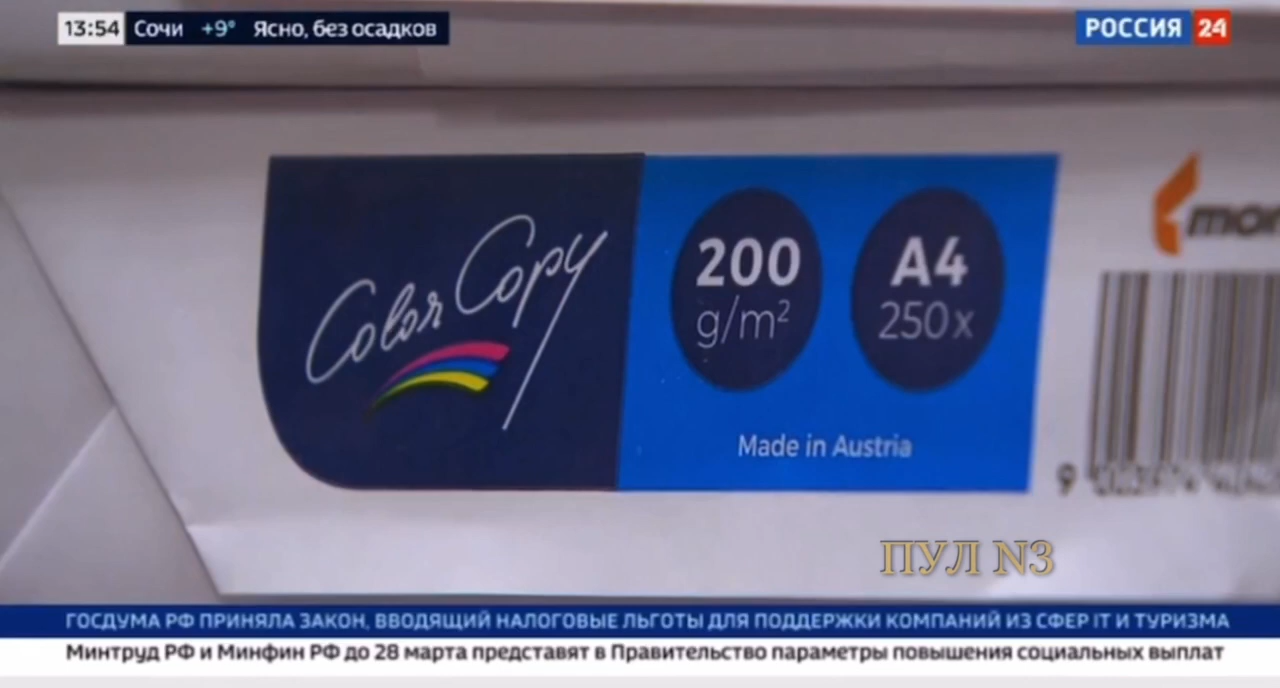 13:54 Сочи +9° Ясно, без осадков
РОССИЯ 24
Color Copy
200
g/m²
A4
250x
Made in Austria
9
ПУЛ N3
ГОСДУМА РФ ПРИНЯЛА ЗАКОН, ВВОДЯЩИЙ НАЛОГОВЫЕ ЛЬГОТЫ ДЛЯ ПОДДЕРЖКИ КОМПАНИЙ ИЗ СФЕР IT И ТУРИЗМА
Минтруд РФ и Минфин РФ до 28 марта представят в Правительство параметры повышения социальных выплат